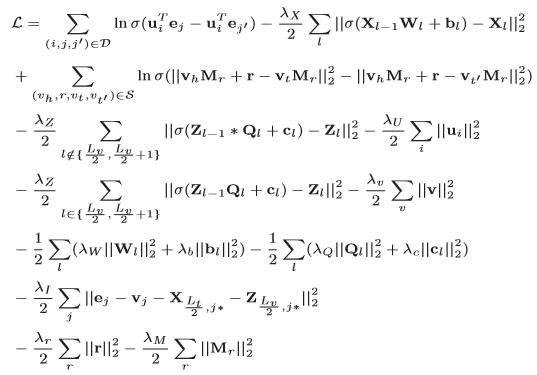 $\mathcal{L} = \sum_{(i,j,j') \in \mathcal{D}} \ln \sigma(\mathbf{u}_i^T \mathbf{e}_j - \mathbf{u}_i^T \mathbf{e}_{j'}) - \frac{\lambda_X}{2} \sum_l ||\sigma(\mathbf{X}_{l-1} \mathbf{W}_l + \mathbf{b}_l) - \mathbf{X}_l||_2^2$
$+ \sum_{(v_h,r,v_t,v_{t'}) \in \mathcal{S}} \ln \sigma(||\mathbf{v}_h \mathbf{M}_r + \mathbf{r} - \mathbf{v}_t \mathbf{M}_r||_2^2 - ||\mathbf{v}_h \mathbf{M}_r + \mathbf{r} - \mathbf{v}_{t'} \mathbf{M}_r||_2^2)$
$- \frac{\lambda_Z}{2} \sum_{l \notin \{\frac{L_v}{2}, \frac{L_v}{2}+1\}} ||\sigma(\mathbf{Z}_{l-1} * \mathbf{Q}_l + \mathbf{c}_l) - \mathbf{Z}_l||_2^2 - \frac{\lambda_U}{2} \sum_i ||\mathbf{u}_i||_2^2$
$- \frac{\lambda_Z}{2} \sum_{l \in \{\frac{L_v}{2}, \frac{L_v}{2}+1\}} ||\sigma(\mathbf{Z}_{l-1} \mathbf{Q}_l + \mathbf{c}_l) - \mathbf{Z}_l||_2^2 - \frac{\lambda_v}{2} \sum_v ||\mathbf{v}||_2^2$
$- \frac{1}{2} \sum_l (\lambda_W ||\mathbf{W}_l||_2^2 + \lambda_b ||\mathbf{b}_l||_2^2) - \frac{1}{2} \sum_l (\lambda_Q ||\mathbf{Q}_l||_2^2 + \lambda_c ||\mathbf{c}_l||_2^2)$
$- \frac{\lambda_I}{2} \sum_j ||\mathbf{e}_j - \mathbf{v}_j - \mathbf{X}_{\frac{L_t}{2},j*} - \mathbf{Z}_{\frac{L_v}{2},j*}||_2^2$
$- \frac{\lambda_r}{2} \sum_r ||\mathbf{r}||_2^2 - \frac{\lambda_M}{2} \sum_r ||\mathbf{M}_r||_2^2$